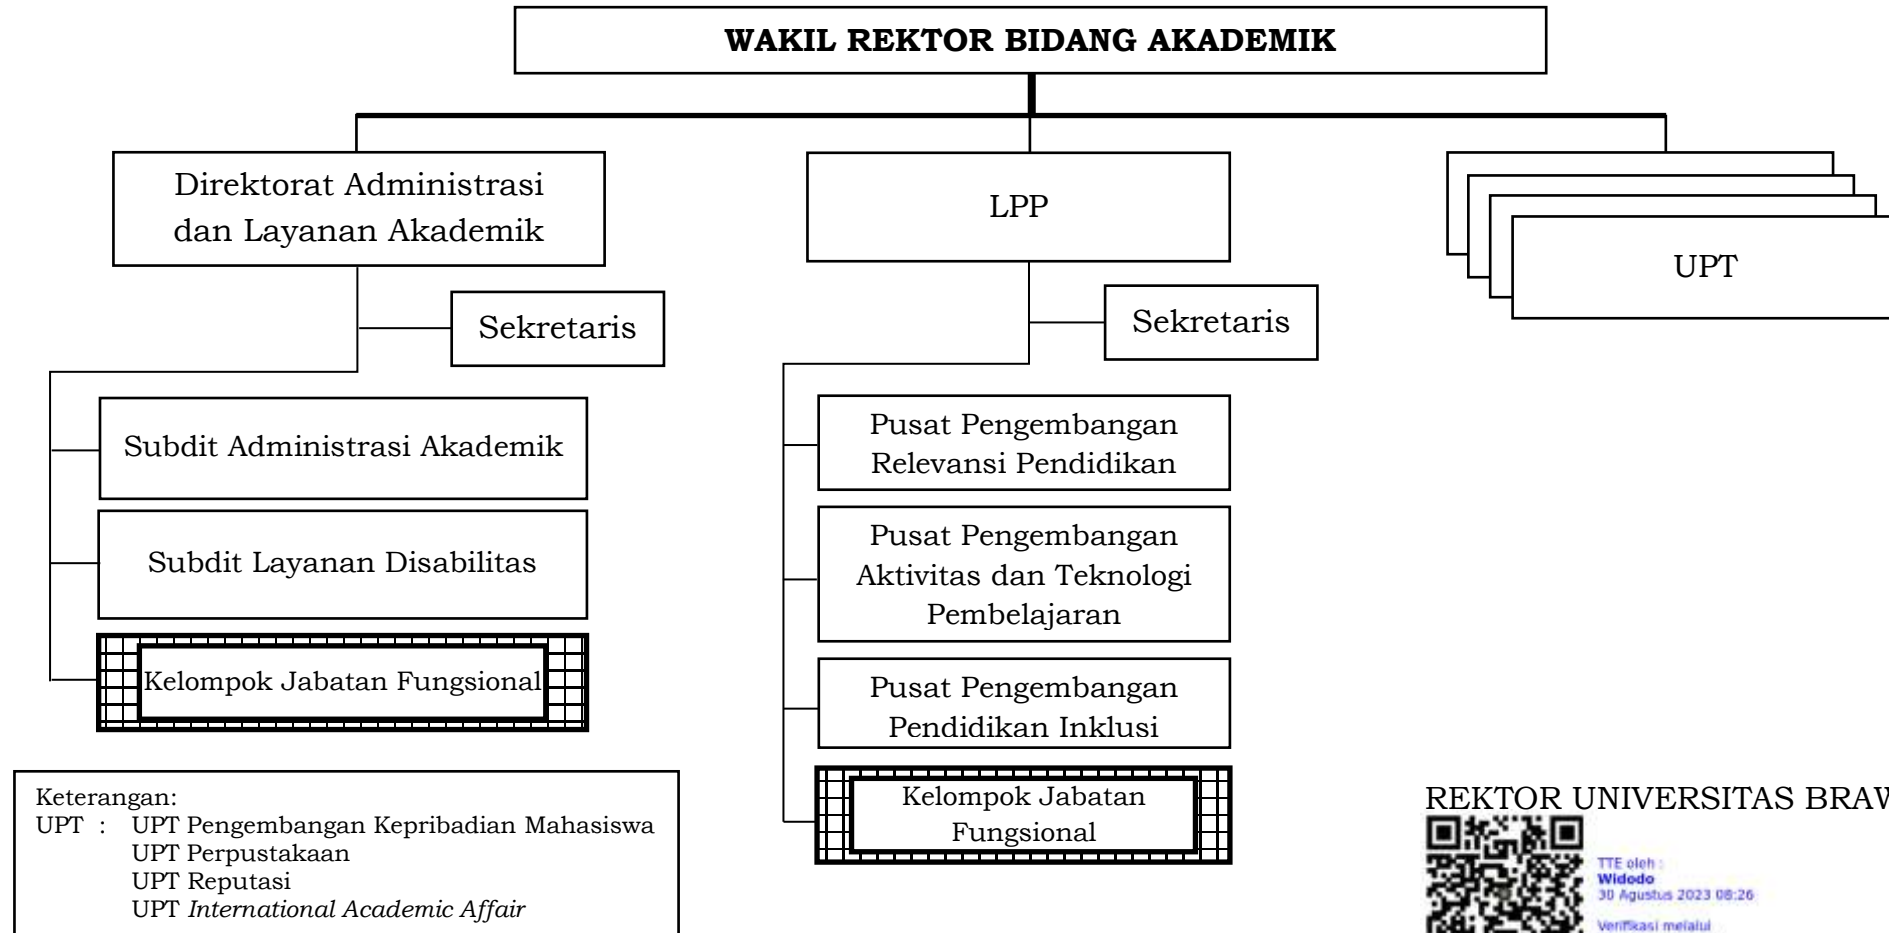 WAKIL REKTOR BIDANG AKADEMIK
Direktorat Administrasi
dan Layanan Akademik
LPP
UPT
Sekretaris
Sekretaris
Subdit Administrasi Akademik
Subdit Layanan Disabilitas
Kelompok Jabatan Fungsional
Pusat Pengembangan
Relevansi Pendidikan
Pusat Pengembangan
Aktivitas dan Teknologi
Pembelajaran
Pusat Pengembangan
Pendidikan Inklusi
Kelompok Jabatan
Fungsional
Keterangan:
UPT : UPT Pengembangan Kepribadian Mahasiswa
UPT Perpustakaan
UPT Reputasi
UPT International Academic Affair
REKTOR UNIVERSITAS BRAW
TTE oleh :
Widodo
30 Agustus 2023 08:26
Verifikasi melalui